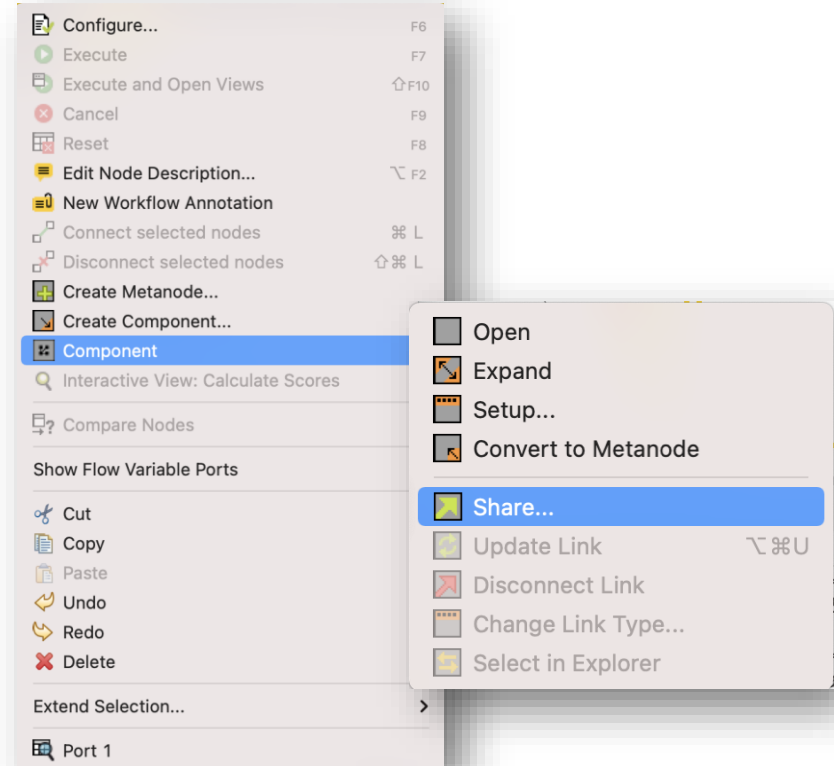 Configure... F6
Execute F7
Execute and Open Views ⇧F10
Cancel F9
Reset F8
Edit Node Description... ⌥ F2
New Workflow Annotation
Connect selected nodes ⌘ L
Disconnect selected nodes ⇧⌘ L
Create Metanode...
Create Component...
Component
Interactive View: Calculate Scores
Compare Nodes
Show Flow Variable Ports
Cut
Copy
Paste
Undo
Redo
Delete
Extend Selection...
Port 1
Open
Expand
Setup...
Convert to Metanode
Share...
Update Link ⌥⌘U
Disconnect Link
Change Link Type...
Select in Explorer